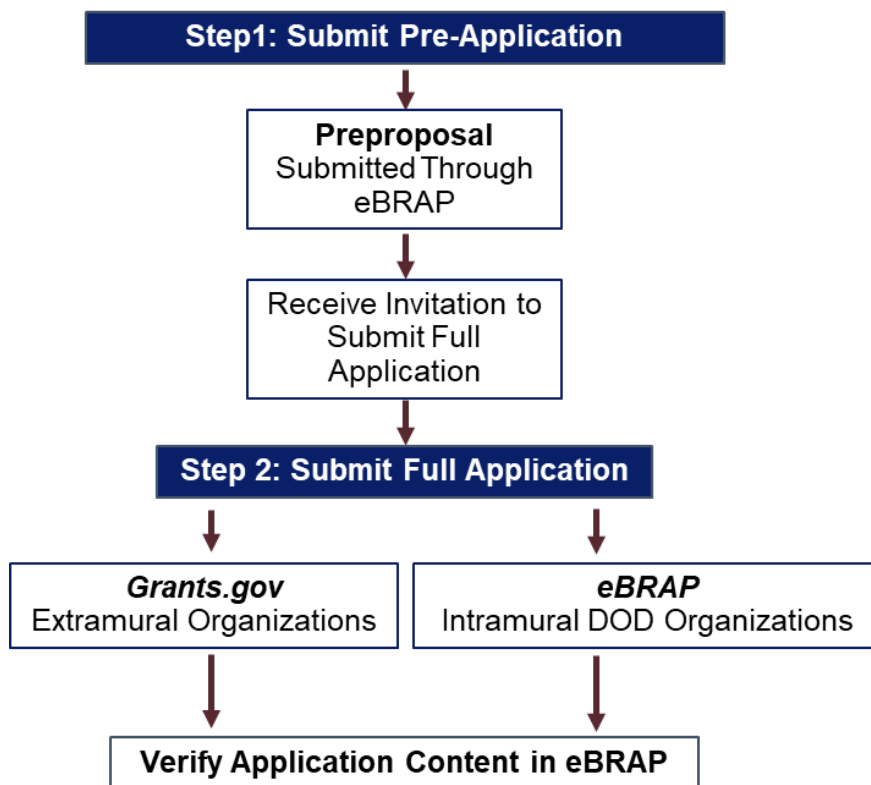 Step1: Submit Pre-Application
Preproposal
Submitted Through
eBRAP
Receive Invitation to
Submit Full
Application
Step 2: Submit Full Application
Grants.gov
Extramural Organizations
eBRAP
Intramural DOD Organizations
Verify Application Content in eBRAP